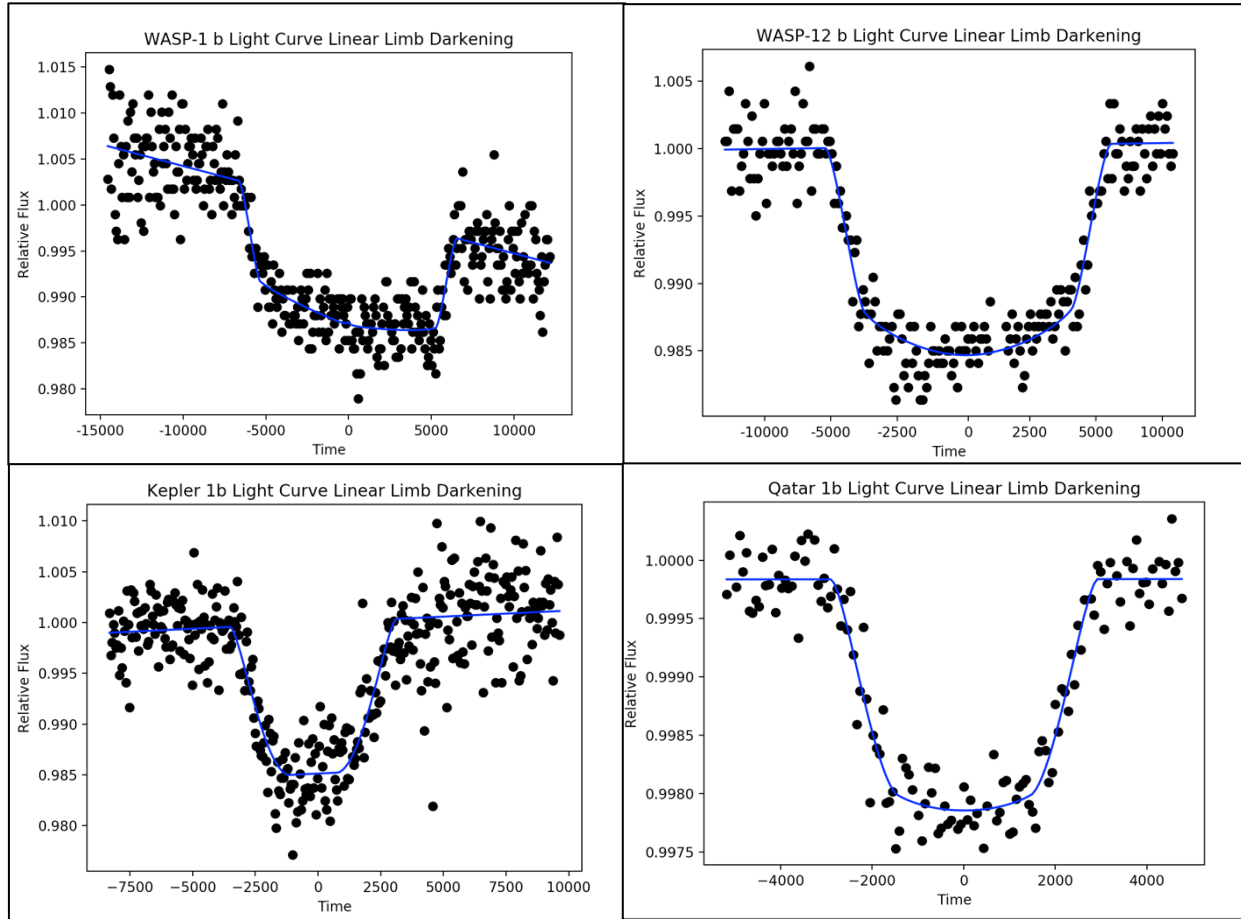 WASP-1 b Light Curve Linear Limb Darkening
1.015
1.010
1.005
1.000
0.995
0.990
0.985
0.980
Relative Flux
-15000 -10000 -5000 0 5000 10000
Time
WASP-12 b Light Curve Linear Limb Darkening
1.005
1.000
0.995
0.990
0.985
Relative Flux
-10000 -5000 -2500 0 2500 5000 10000
Time
Kepler 1b Light Curve Linear Limb Darkening
1.010
1.005
1.000
0.995
0.990
0.985
0.980
Relative Flux
−7500 −5000 −2500 0 2500 5000 7500 10000
Time
Qatar 1b Light Curve Linear Limb Darkening
1.0000
0.9995
0.9990
0.9985
0.9980
0.9975
Relative Flux
−4000 −2000 0 2000 4000
Time